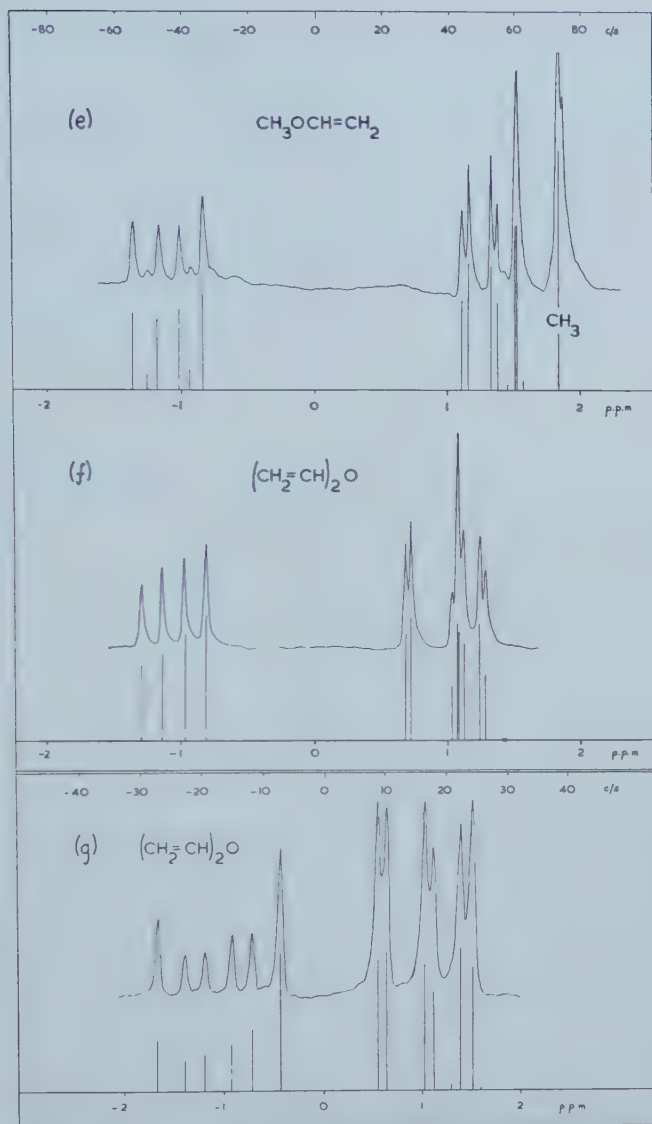 -80 -60 -40 -20 0 20 40 60 80 c/s
(e) CH₃OCH=CH₂
CH₃
-2 -1 0 1 2 p.p.m
(f) (CH₂=CH)₂O
-2 -1 0 1 2 p.p.m
-40 -30 -20 -10 0 10 20 30 40 c/s
(g) (CH₂=CH)₂O
-2 -1 0 1 2 ppm